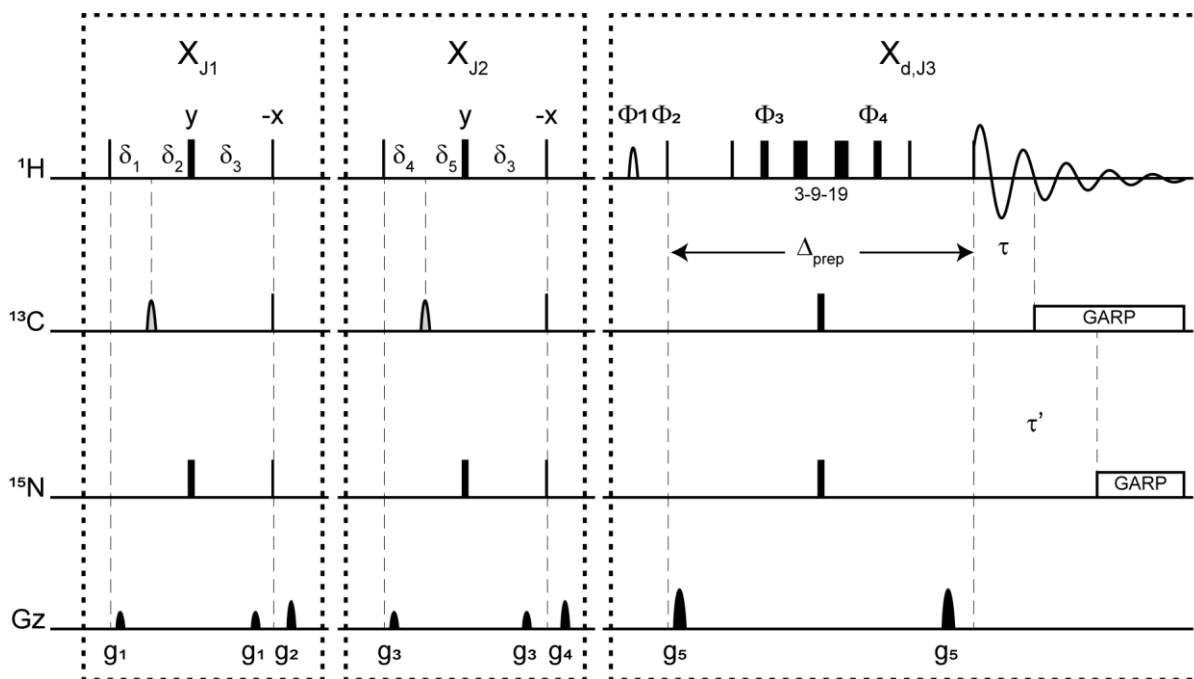 X_J1 X_J2 X_d,J3
y -x y -x Φ1 Φ2 Φ3 Φ4
¹H δ₁ δ₂ δ₃ δ₄ δ₅ δ₃
3-9-19
Δ_prep τ
¹³C GARP
τ'
¹⁵N GARP
Gz
g₁ g₁ g₂ g₃ g₃ g₄ g₅ g₅